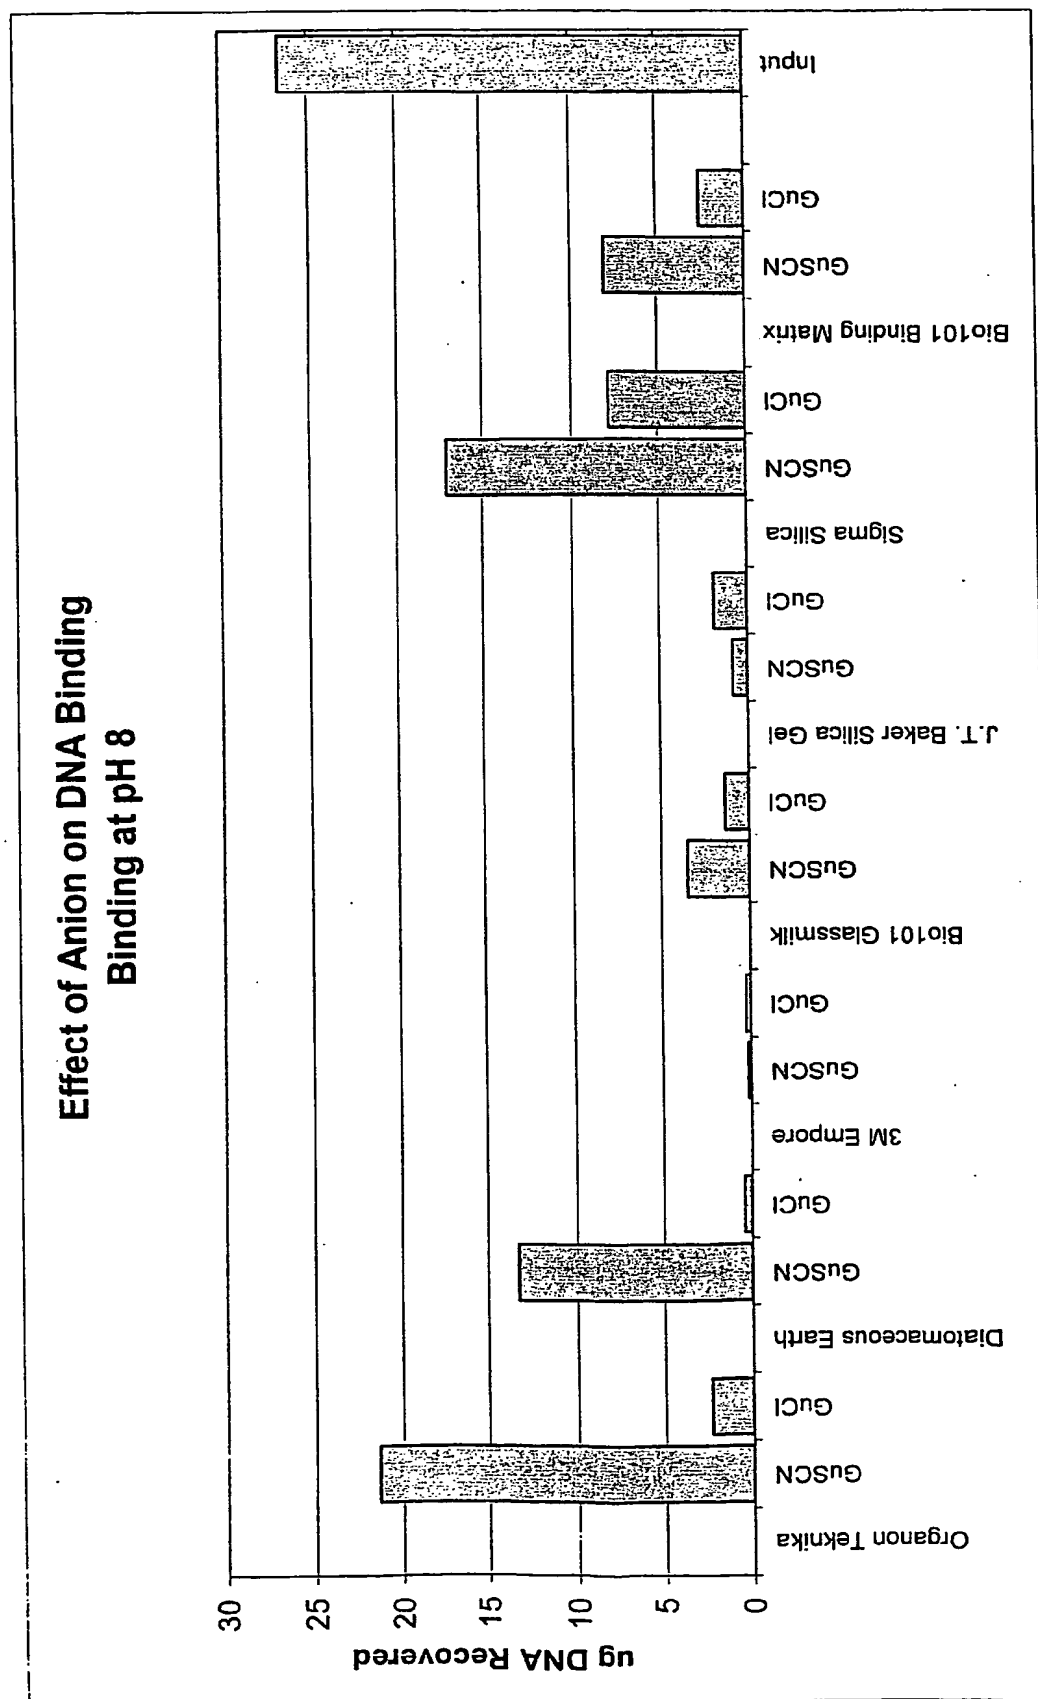 Effect of Anion on DNA Binding
Binding at pH 8
ug DNA Recovered
30
25
20
15
10
5
0
Organon Teknika
GuSCN
GuCl
Diatomaceous Earth
GuSCN
GuCl
3M Empore
GuSCN
GuCl
Bio101 Glassmilk
GuSCN
GuCl
J.T. Baker Silica Gel
GuSCN
GuCl
Sigma Silica
GuSCN
GuCl
Bio101 Binding Matrix
GuSCN
GuCl
Input